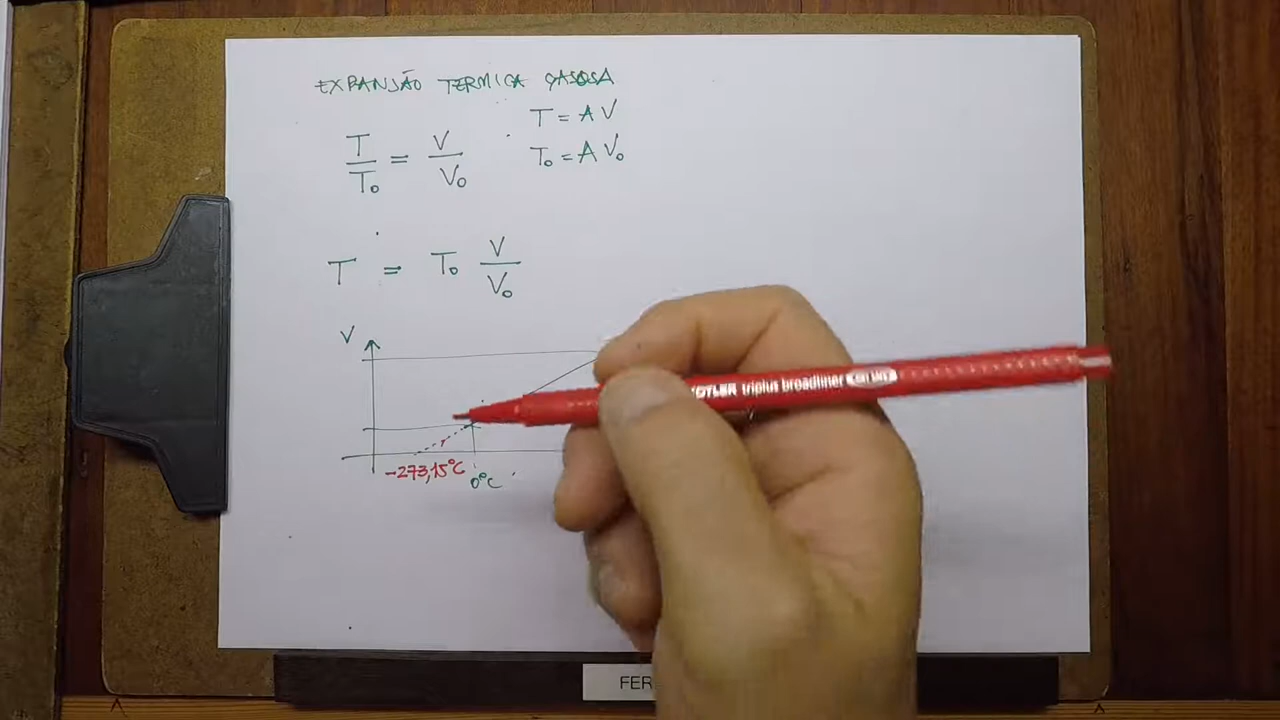 EXPANSÃO TERMICA GASOSA
T = A V
T/T₀ = V/V₀
T₀ = A V₀
T = T₀ V/V₀
V
triplus broadliner
-273,15°C
0°C
FER